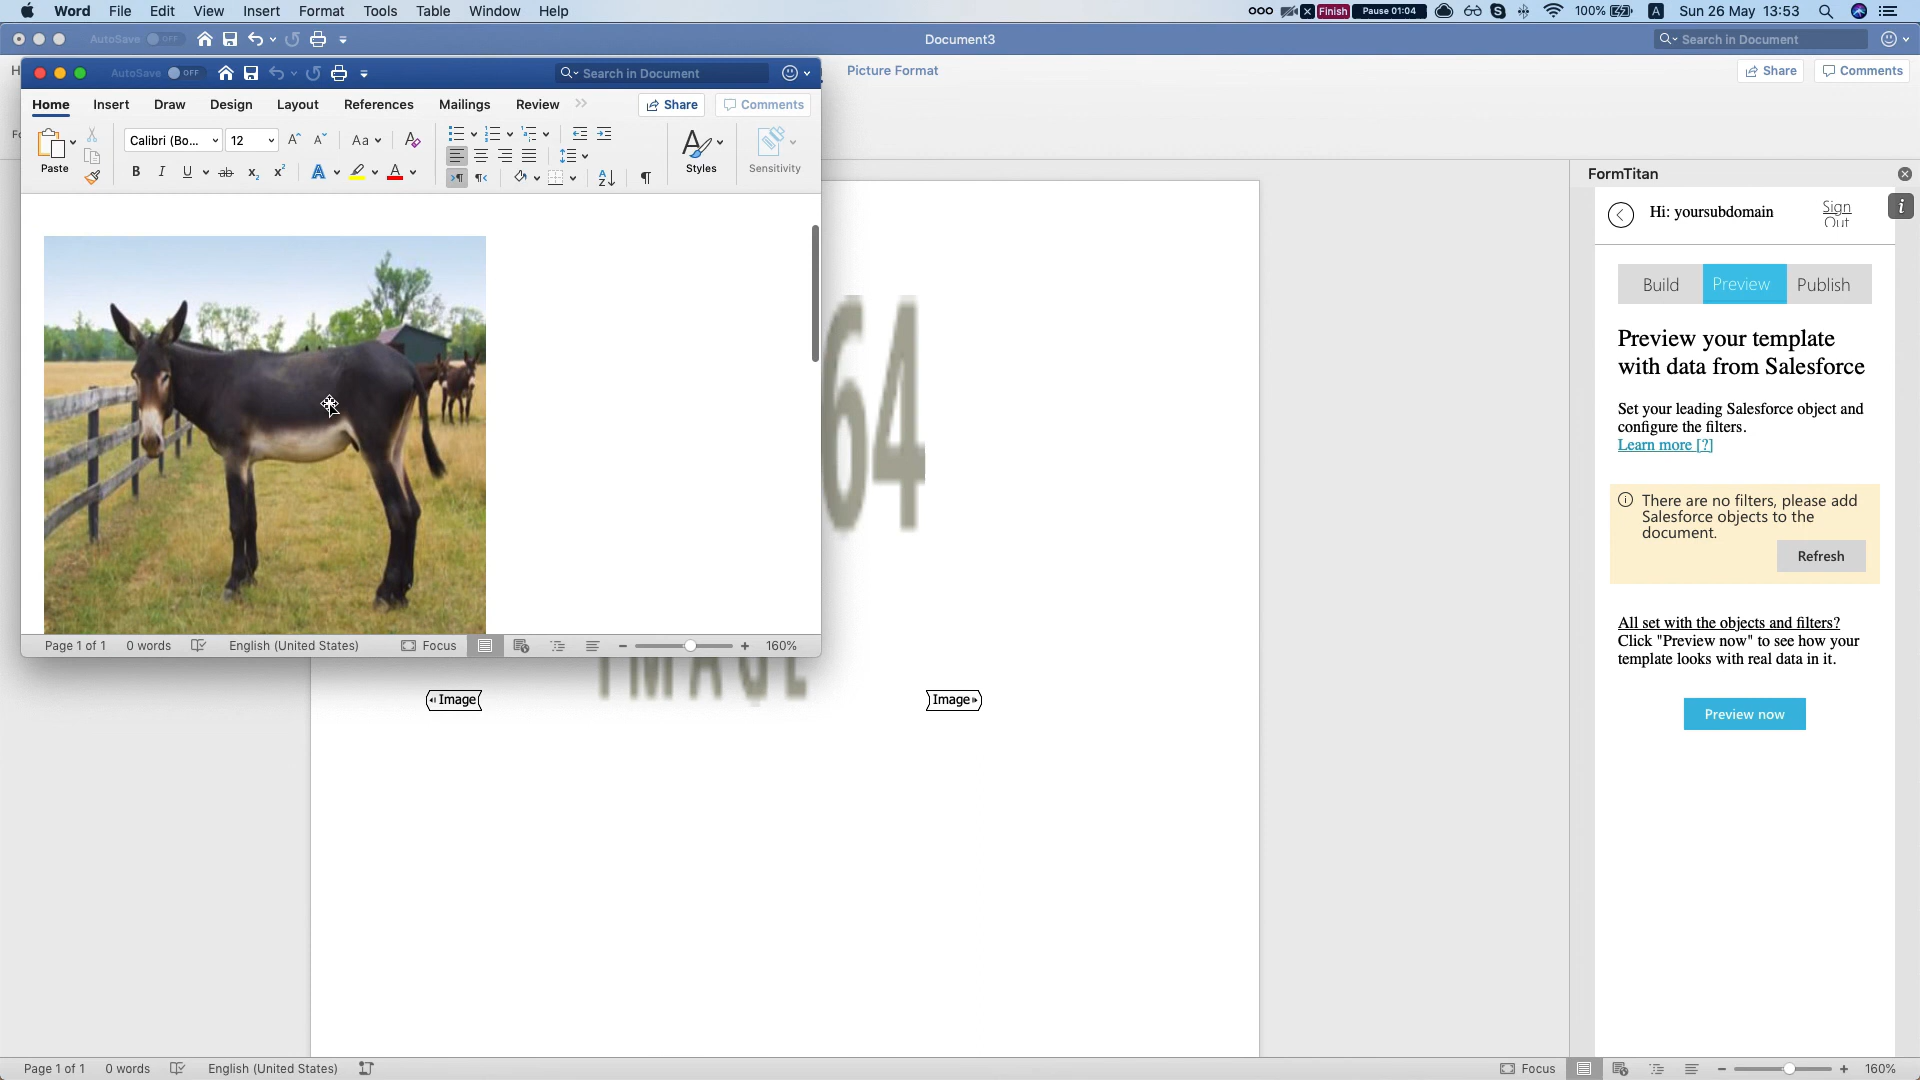 Word File Edit View Insert Format Tools Table Window Help
Finish Pause 01:04 100% A Sun 26 May 13:53
AutoSave OFF Document3 Search in Document
Picture Format Share Comments
AutoSave OFF Search in Document
Home Insert Draw Design Layout References Mailings Review Share Comments
Paste Calibri (Bo... 12 Aa Styles Sensitivity
B I U ab
Page 1 of 1 0 words English (United States) Focus 160%
64
IMAGE
Image Image
FormTitan
Hi: yoursubdomain Sign Out
Build Preview Publish
Preview your template
with data from Salesforce
Set your leading Salesforce object and
configure the filters.
Learn more [?]
There are no filters, please add
Salesforce objects to the
document.
Refresh
All set with the objects and filters?
Click "Preview now" to see how your
template looks with real data in it.
Preview now
Page 1 of 1 0 words English (United States) Focus 160%